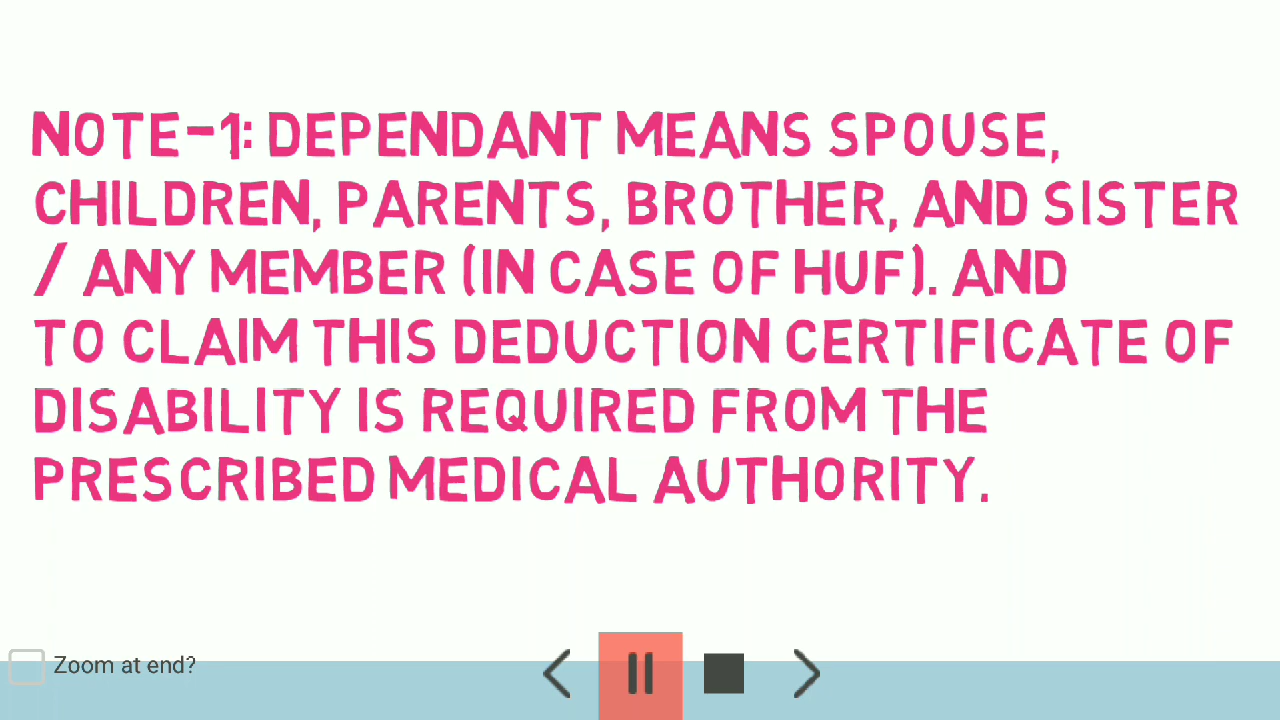 NOTE-1: DEPENDANT MEANS SPOUSE,
CHILDREN, PARENTS, BROTHER, AND SISTER
/ ANY MEMBER (IN CASE OF HUF). AND
TO CLAIM THIS DEDUCTION CERTIFICATE OF
DISABILITY IS REQUIRED FROM THE
PRESCRIBED MEDICAL AUTHORITY.
Zoom at end?